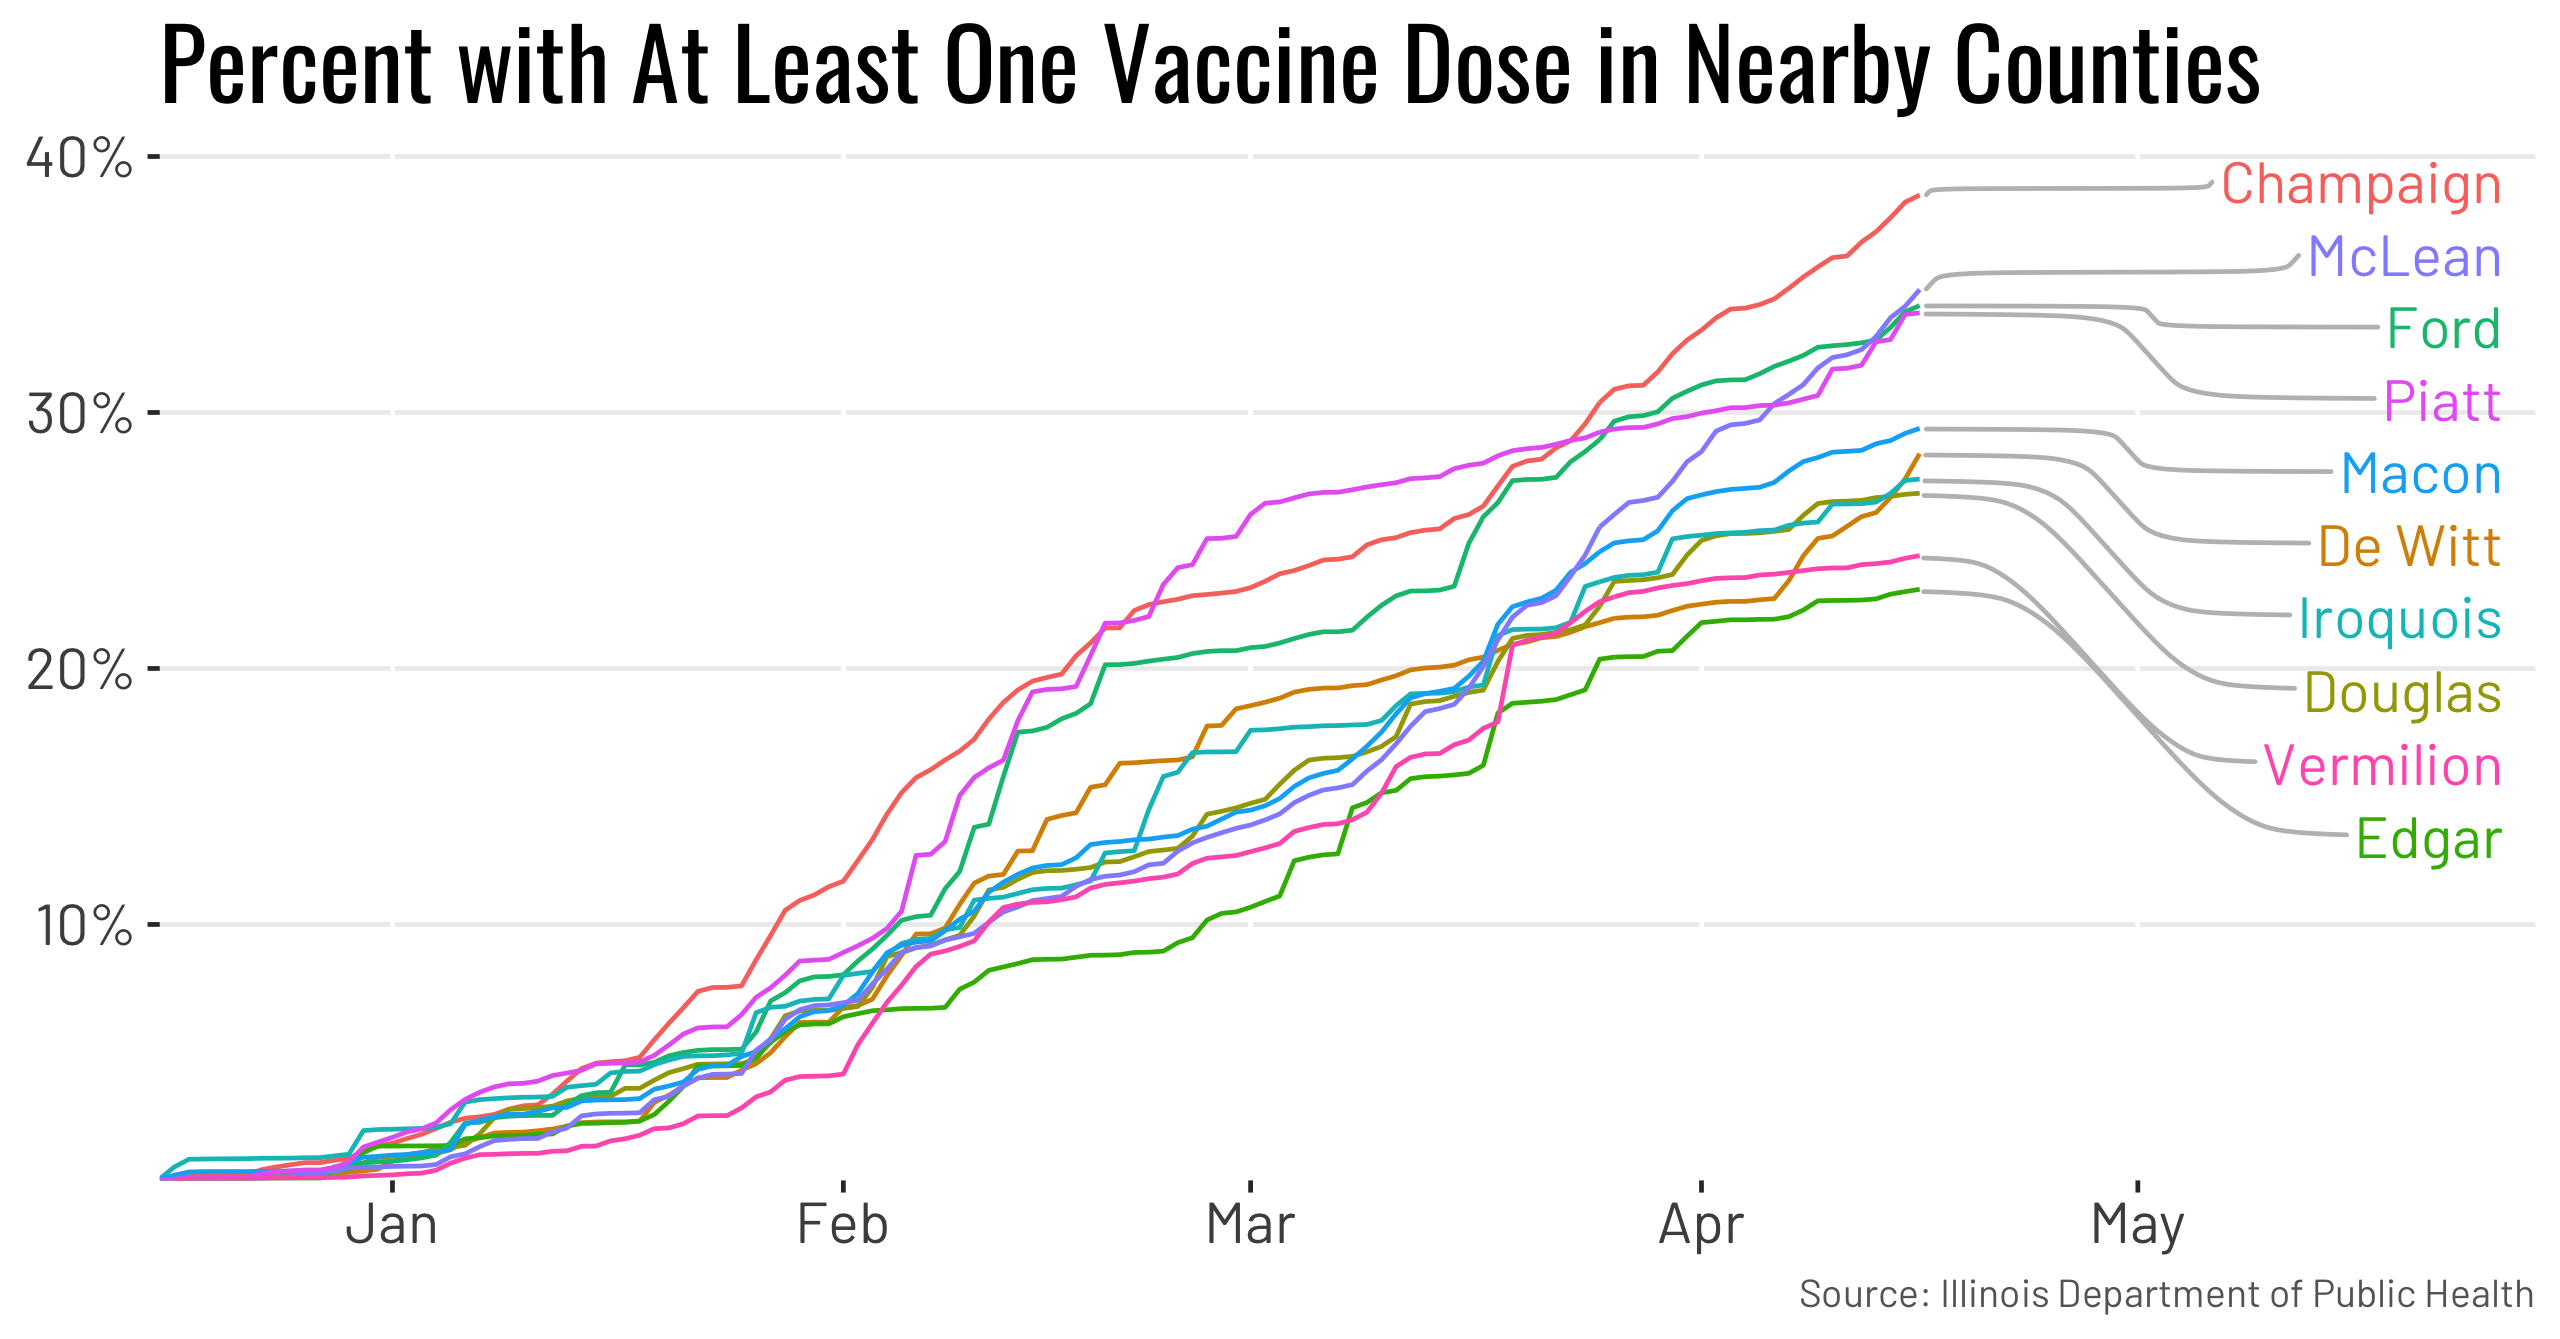 Percent with At Least One Vaccine Dose in Nearby Counties
40%
30%
20%
10%
Champaign
McLean
Ford
Piatt
Macon
De Witt
Iroquois
Douglas
Vermilion
Edgar
Jan Feb Mar Apr May
Source: Illinois Department of Public Health